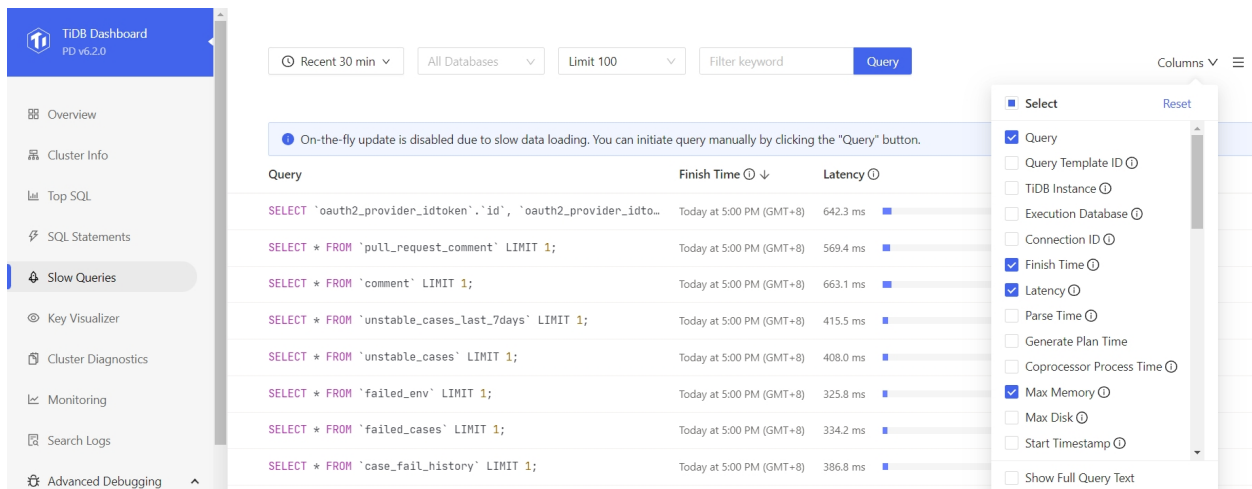 TiDB Dashboard
PD v6.2.0
Overview
Cluster Info
Top SQL
SQL Statements
Slow Queries
Key Visualizer
Cluster Diagnostics
Monitoring
Search Logs
Advanced Debugging
Recent 30 min
All Databases
Limit 100
Filter keyword
Query
Columns
On-the-fly update is disabled due to slow data loading. You can initiate query manually by clicking the "Query" button.
Query Finish Time Latency
SELECT `oauth2_provider_idtoken`.`id`, `oauth2_provider_idto… Today at 5:00 PM (GMT+8) 642.3 ms
SELECT * FROM `pull_request_comment` LIMIT 1; Today at 5:00 PM (GMT+8) 569.4 ms
SELECT * FROM `comment` LIMIT 1; Today at 5:00 PM (GMT+8) 663.1 ms
SELECT * FROM `unstable_cases_last_7days` LIMIT 1; Today at 5:00 PM (GMT+8) 415.5 ms
SELECT * FROM `unstable_cases` LIMIT 1; Today at 5:00 PM (GMT+8) 408.0 ms
SELECT * FROM `failed_env` LIMIT 1; Today at 5:00 PM (GMT+8) 325.8 ms
SELECT * FROM `failed_cases` LIMIT 1; Today at 5:00 PM (GMT+8) 334.2 ms
SELECT * FROM `case_fail_history` LIMIT 1; Today at 5:00 PM (GMT+8) 386.8 ms
Select Reset
Query
Query Template ID
TiDB Instance
Execution Database
Connection ID
Finish Time
Latency
Parse Time
Generate Plan Time
Coprocessor Process Time
Max Memory
Max Disk
Start Timestamp
Show Full Query Text